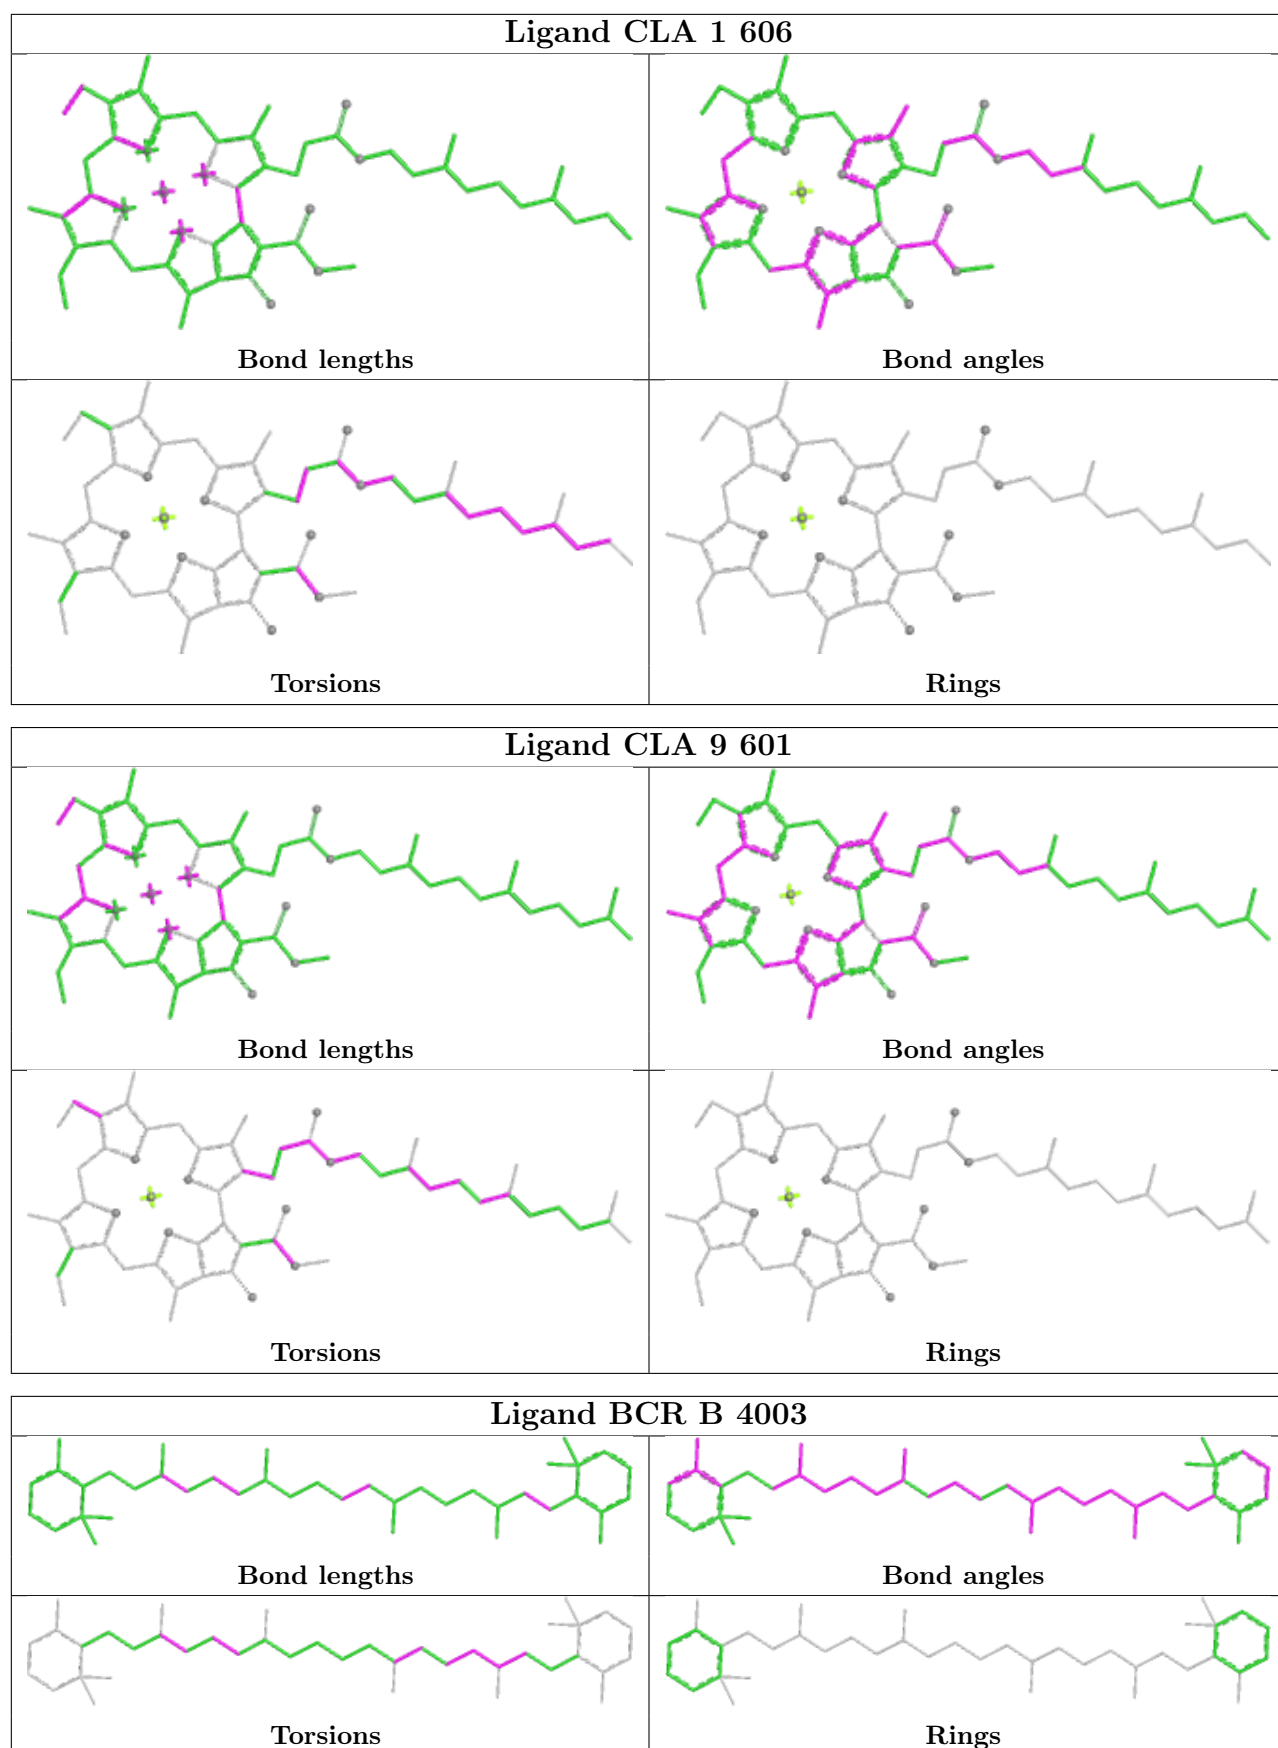 Ligand CLA 1 606
Bond lengths
Bond angles
Torsions
Rings
Ligand CLA 9 601
Bond lengths
Bond angles
Torsions
Rings
Ligand BCR B 4003
Bond lengths
Bond angles
Torsions
Rings